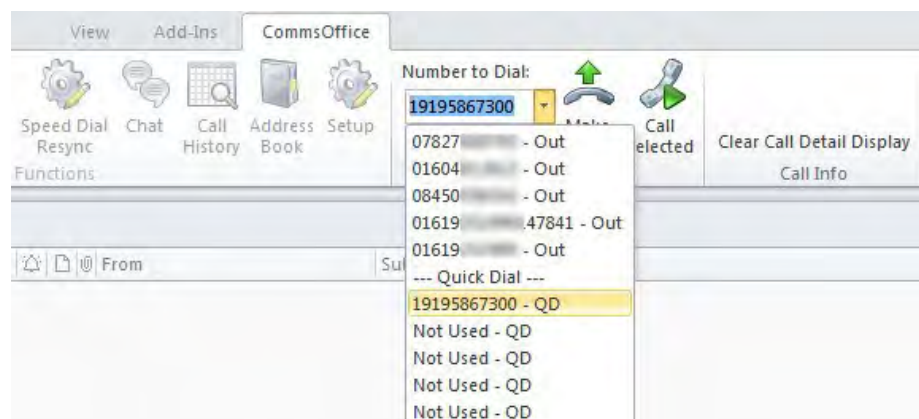 View Add-Ins CommsOffice
Number to Dial:
19195867300
Speed Dial Resync
Chat
Call History
Address Book
Setup
Call
elected
Clear Call Detail Display
Functions
Call Info
07827 - Out
01604 - Out
08450 - Out
01619 .47841 - Out
01619 - Out
--- Quick Dial ---
19195867300 - QD
Not Used - QD
Not Used - QD
Not Used - QD
Not Used - QD
From
Su